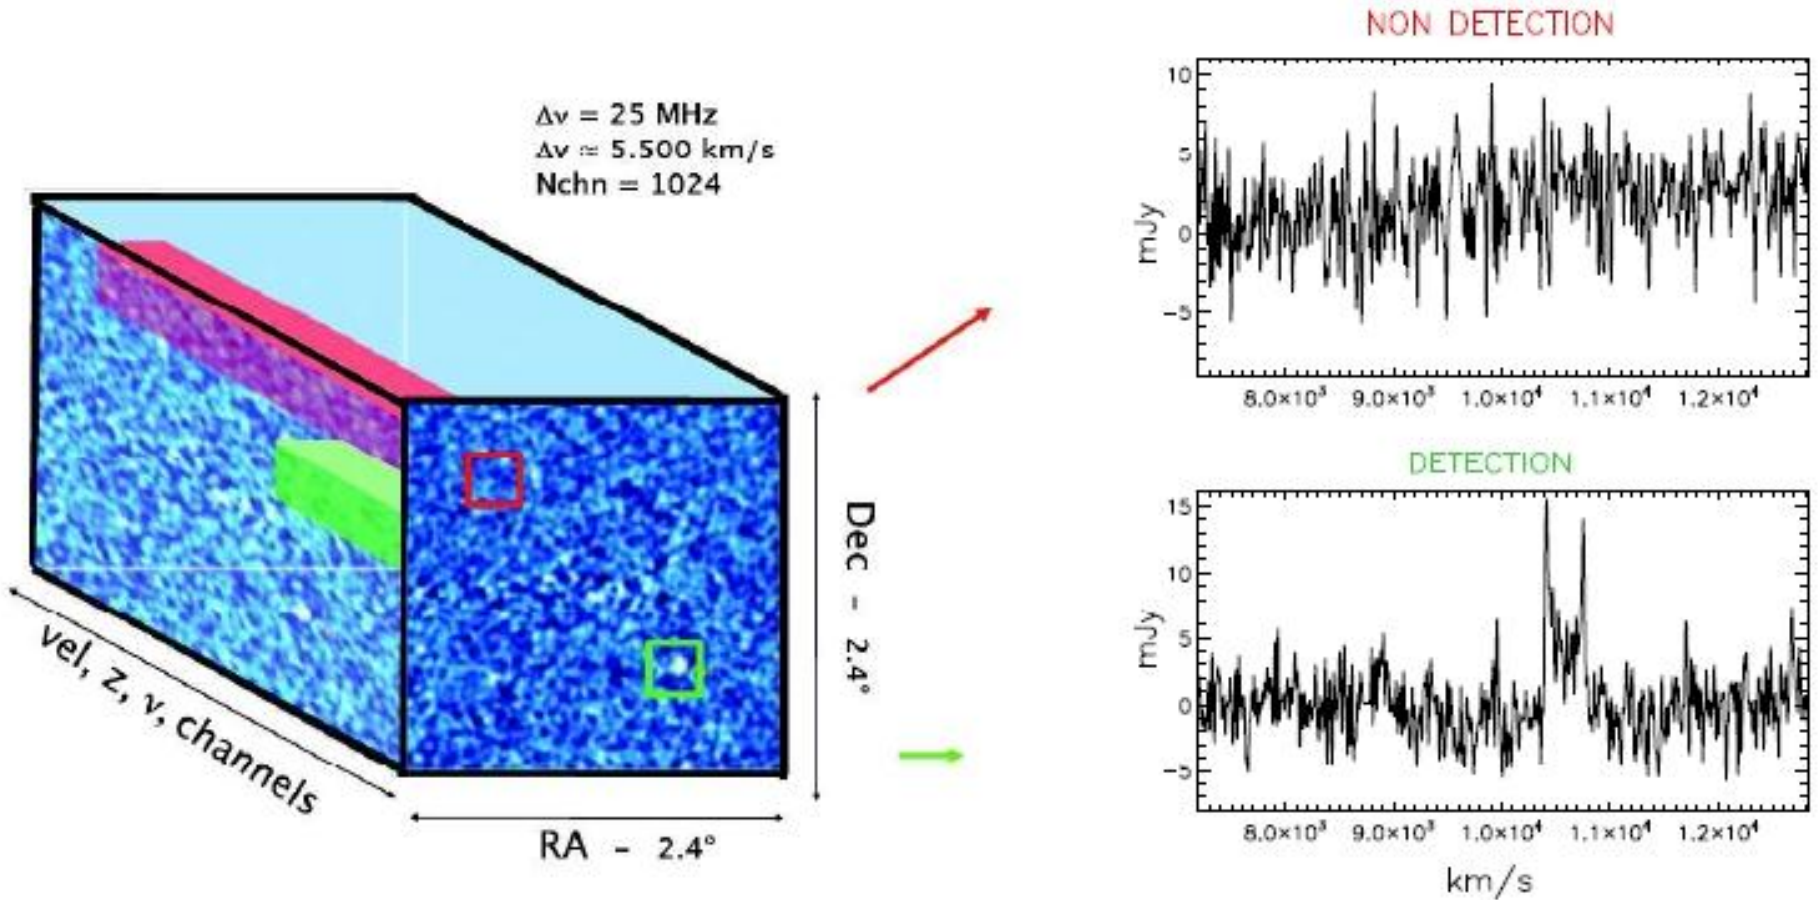 Δν = 25 MHz
Δv ≃ 5.500 km/s
Nchn = 1024
vel, z, ν, channels
RA - 2.4°
Dec - 2.4°
NON DETECTION
10
5
0
-5
mJy
8.0×10³ 9.0×10³ 1.0×10⁴ 1.1×10⁴ 1.2×10⁴
DETECTION
15
10
5
0
-5
mJy
8.0×10³ 9.0×10³ 1.0×10⁴ 1.1×10⁴ 1.2×10⁴
km/s